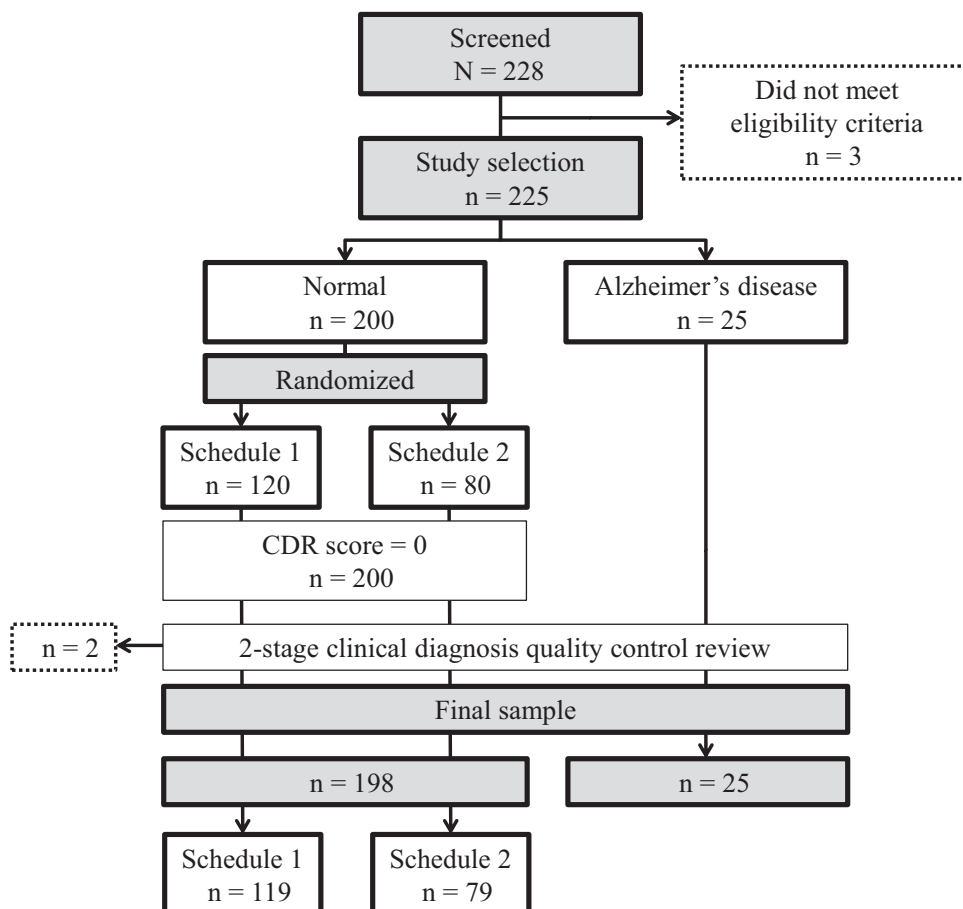 Screened
N = 228
Did not meet
eligibility criteria
n = 3
Study selection
n = 225
Normal
n = 200
Alzheimer’s disease
n = 25
Randomized
Schedule 1
n = 120
Schedule 2
n = 80
CDR score = 0
n = 200
n = 2
2-stage clinical diagnosis quality control review
Final sample
n = 198
n = 25
Schedule 1
n = 119
Schedule 2
n = 79